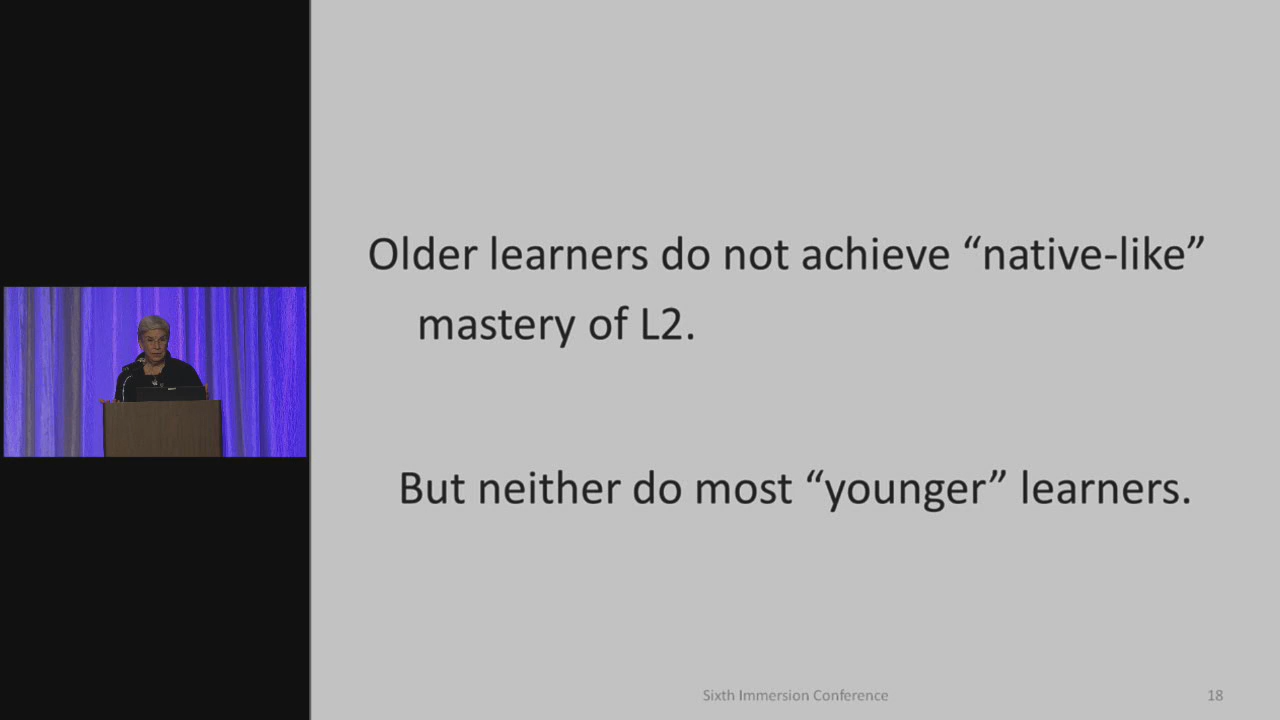 Older learners do not achieve “native-like”
mastery of L2.
But neither do most “younger” learners.
Sixth Immersion Conference
18